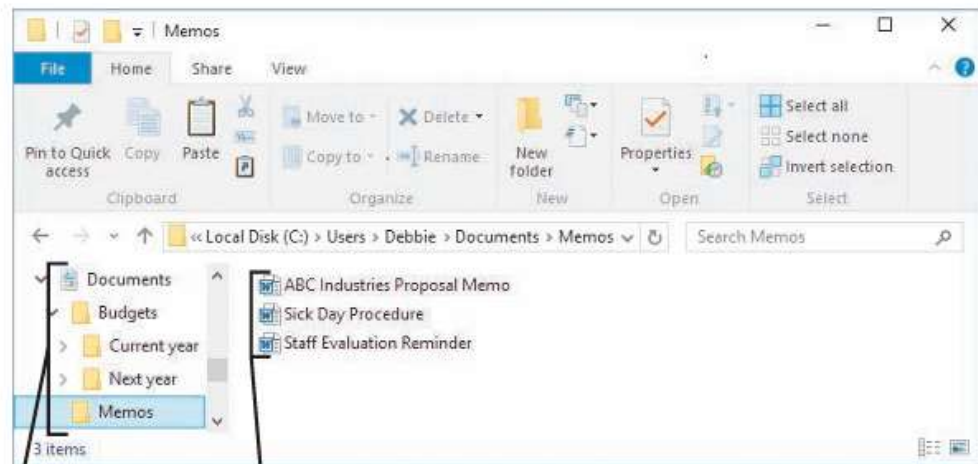 Memos
File Home Share View
Pin to Quick access Copy Paste
Move to Delete
Copy to Rename
New folder
Properties
Select all
Select none
Invert selection
Clipboard Organize New Open Select
« Local Disk (C:) › Users › Debbie › Documents › Memos
Search Memos
Documents
Budgets
Current year
Next year
Memos
ABC Industries Proposal Memo
Sick Day Procedure
Staff Evaluation Reminder
3 items